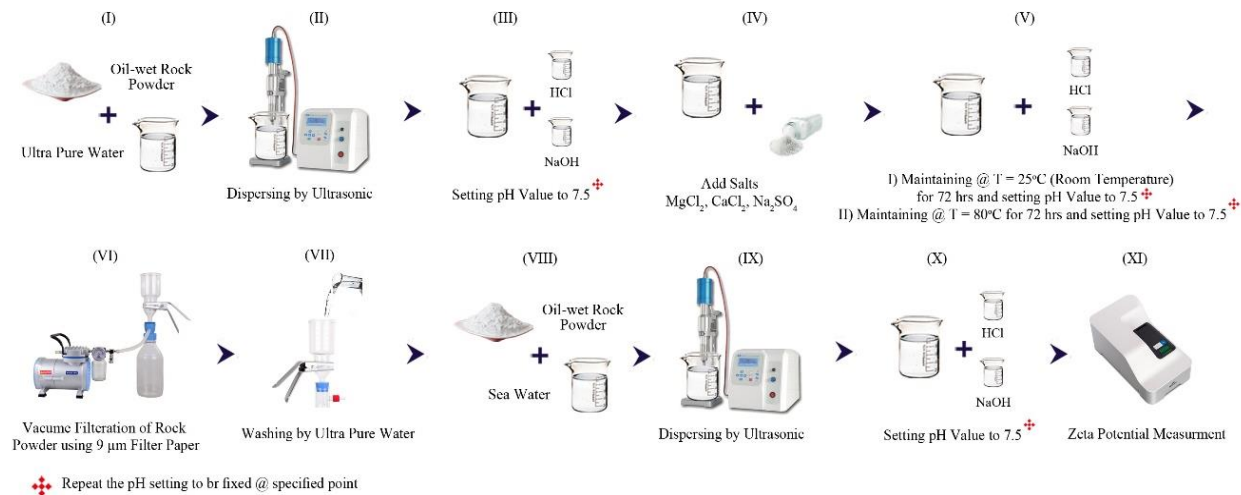 (I)
(II)
(III)
(IV)
(V)
Oil-wet Rock
Powder
Ultra Pure Water
Dispersing by Ultrasonic
HCl
NaOH
Setting pH Value to 7.5
Add Salts
MgCl₂, CaCl₂, Na₂SO₄
HCl
NaOH
I) Maintaining @ T = 25°C (Room Temperature)
for 72 hrs and setting pH Value to 7.5
II) Maintaining @ T = 80°C for 72 hrs and setting pH Value to 7.5
(VI)
(VII)
(VIII)
(IX)
(X)
(XI)
Vacume Filteration of Rock
Powder using 9 µm Filter Paper
Washing by Ultra Pure Water
Oil-wet Rock
Powder
Sea Water
Dispersing by Ultrasonic
HCl
NaOH
Setting pH Value to 7.5
Zeta Potential Measurment
Repeat the pH setting to br fixed @ specified point